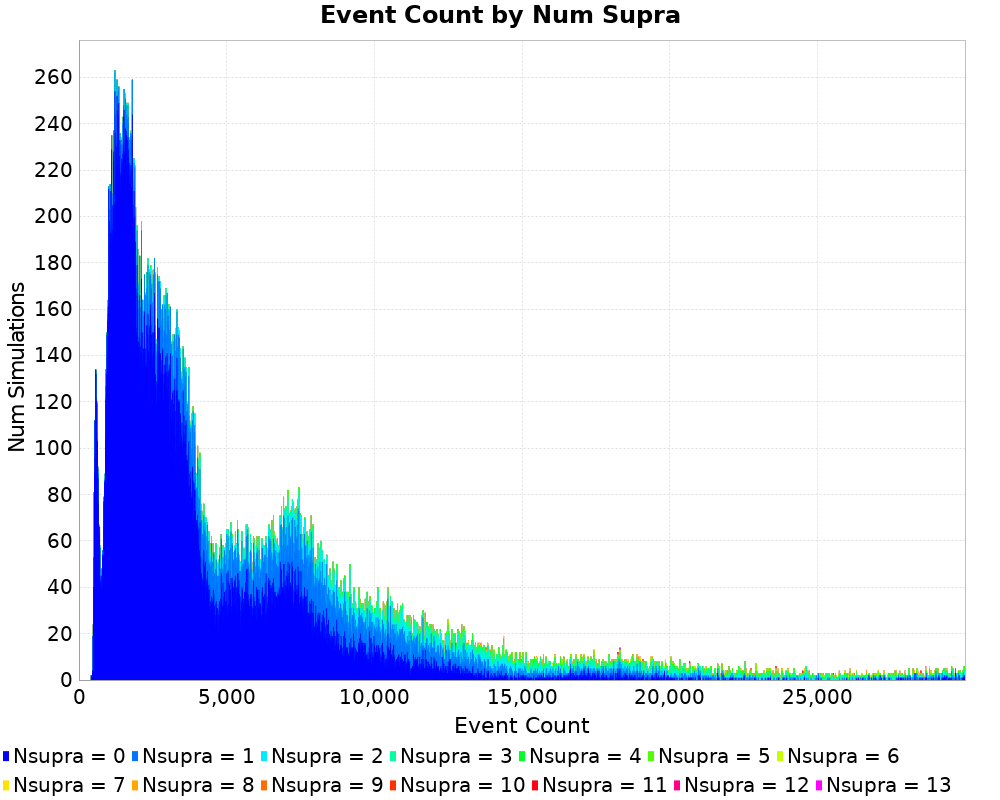 Event Count by Num Supra
Num Simulations
260
240
220
200
180
160
140
120
100
80
60
40
20
0
0 5,000 10,000 15,000 20,000 25,000
Event Count
Nsupra = 0 Nsupra = 1 Nsupra = 2 Nsupra = 3 Nsupra = 4 Nsupra = 5 Nsupra = 6
Nsupra = 7 Nsupra = 8 Nsupra = 9 Nsupra = 10 Nsupra = 11 Nsupra = 12 Nsupra = 13